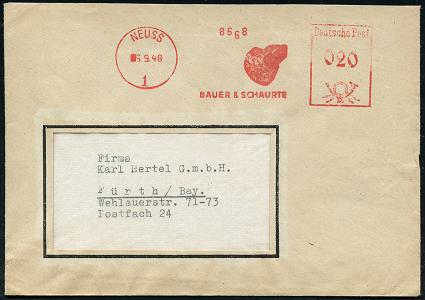 NEUSS
6.9.48
1
8668
BAUER & SCHAURTE
Deutsche Post
020
Firma
Karl Hertel G.m.b.H.
Fürth / Bay.
Wehlauerstr. 71-73
Postfach 24